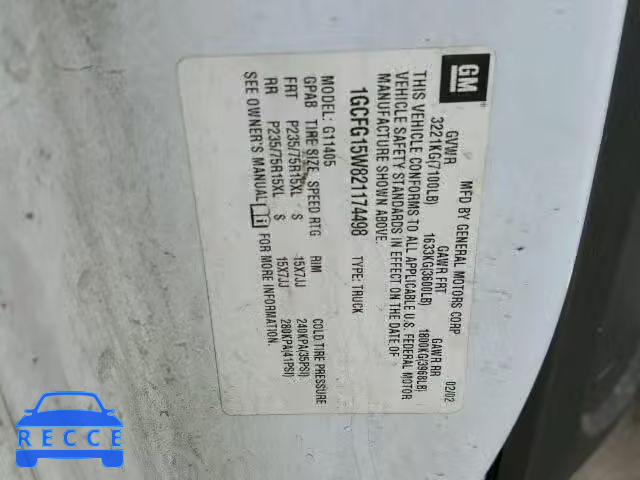 GM
MFD BY GENERAL MOTORS CORP 02/02
GVWR GAWR FRT GAWR RR
3221KG(7100LB) 1633KG(3600LB) 1800KG(3968LB)
THIS VEHICLE CONFORMS TO ALL APPLICABLE U.S. FEDERAL MOTOR
VEHICLE SAFETY STANDARDS IN EFFECT ON THE DATE OF
MANUFACTURE SHOWN ABOVE.
1GCFG15W821174498 TYPE: TRUCK
MODEL: G11405
GPAB TIRE SIZE SPEED RTG RIM COLD TIRE PRESSURE
FRT P235/75R15XL S 15X7JJ 240KPA(35PSI)
RR P235/75R15XL S 15X7JJ 280KPA(41PSI)
SEE OWNER'S MANUAL FOR MORE INFORMATION.
RECCE